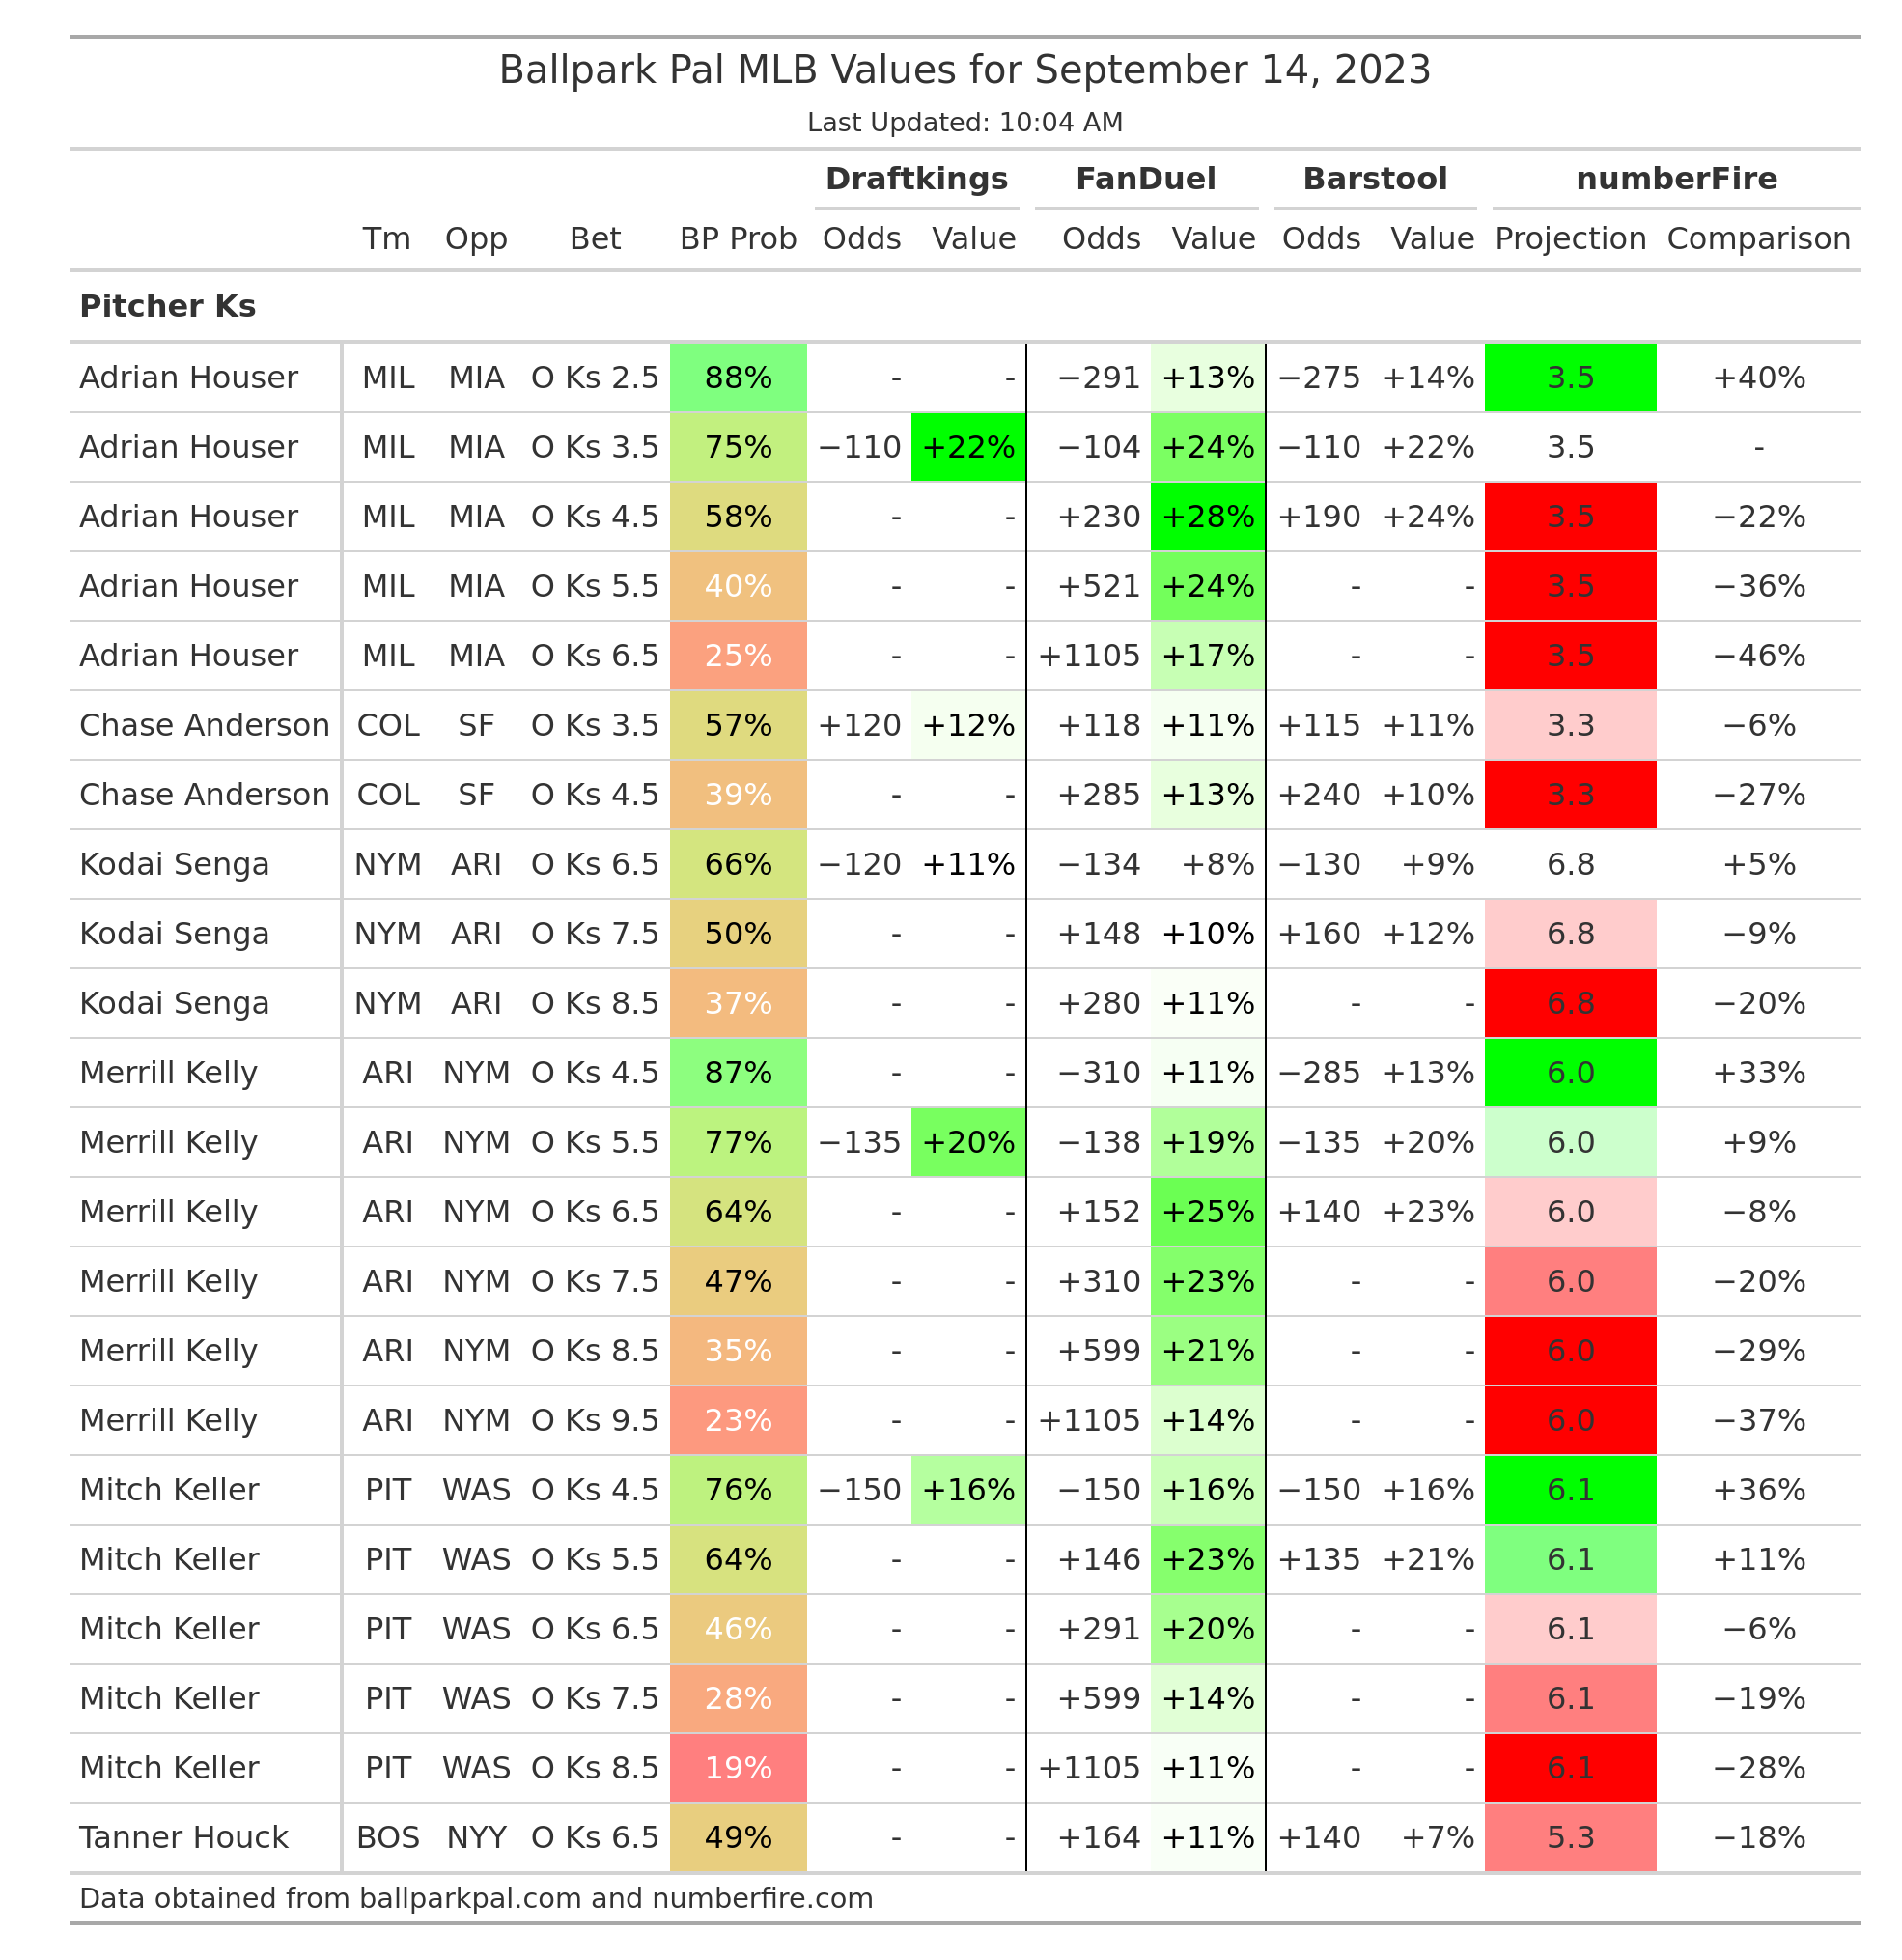 Ballpark Pal MLB Values for September 14, 2023
Last Updated: 10:04 AM
Draftkings FanDuel Barstool numberFire
Tm Opp Bet BP Prob Odds Value Odds Value Odds Value Projection Comparison
Pitcher Ks
Adrian Houser MIL MIA O Ks 2.5 88% - - −291 +13% −275 +14% 3.5 +40%
Adrian Houser MIL MIA O Ks 3.5 75% −110 +22% −104 +24% −110 +22% 3.5 -
Adrian Houser MIL MIA O Ks 4.5 58% - - +230 +28% +190 +24% 3.5 −22%
Adrian Houser MIL MIA O Ks 5.5 40% - - +521 +24% - - 3.5 −36%
Adrian Houser MIL MIA O Ks 6.5 25% - - +1105 +17% - - 3.5 −46%
Chase Anderson COL SF O Ks 3.5 57% +120 +12% +118 +11% +115 +11% 3.3 −6%
Chase Anderson COL SF O Ks 4.5 39% - - +285 +13% +240 +10% 3.3 −27%
Kodai Senga NYM ARI O Ks 6.5 66% −120 +11% −134 +8% −130 +9% 6.8 +5%
Kodai Senga NYM ARI O Ks 7.5 50% - - +148 +10% +160 +12% 6.8 −9%
Kodai Senga NYM ARI O Ks 8.5 37% - - +280 +11% - - 6.8 −20%
Merrill Kelly ARI NYM O Ks 4.5 87% - - −310 +11% −285 +13% 6.0 +33%
Merrill Kelly ARI NYM O Ks 5.5 77% −135 +20% −138 +19% −135 +20% 6.0 +9%
Merrill Kelly ARI NYM O Ks 6.5 64% - - +152 +25% +140 +23% 6.0 −8%
Merrill Kelly ARI NYM O Ks 7.5 47% - - +310 +23% - - 6.0 −20%
Merrill Kelly ARI NYM O Ks 8.5 35% - - +599 +21% - - 6.0 −29%
Merrill Kelly ARI NYM O Ks 9.5 23% - - +1105 +14% - - 6.0 −37%
Mitch Keller PIT WAS O Ks 4.5 76% −150 +16% −150 +16% −150 +16% 6.1 +36%
Mitch Keller PIT WAS O Ks 5.5 64% - - +146 +23% +135 +21% 6.1 +11%
Mitch Keller PIT WAS O Ks 6.5 46% - - +291 +20% - - 6.1 −6%
Mitch Keller PIT WAS O Ks 7.5 28% - - +599 +14% - - 6.1 −19%
Mitch Keller PIT WAS O Ks 8.5 19% - - +1105 +11% - - 6.1 −28%
Tanner Houck BOS NYY O Ks 6.5 49% - - +164 +11% +140 +7% 5.3 −18%
Data obtained from ballparkpal.com and numberfire.com